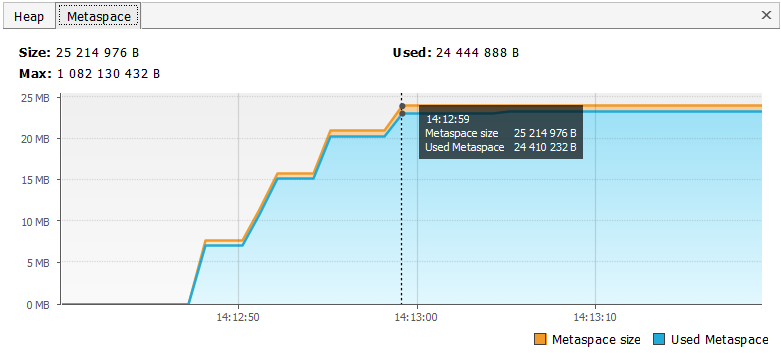 Heap Metaspace
Size: 25 214 976 B Used: 24 444 888 B
Max: 1 082 130 432 B
25 MB
20 MB
15 MB
10 MB
5 MB
0 MB
14:12:59
Metaspace size 25 214 976 B
Used Metaspace 24 410 232 B
14:12:50 14:13:00 14:13:10
Metaspace size Used Metaspace